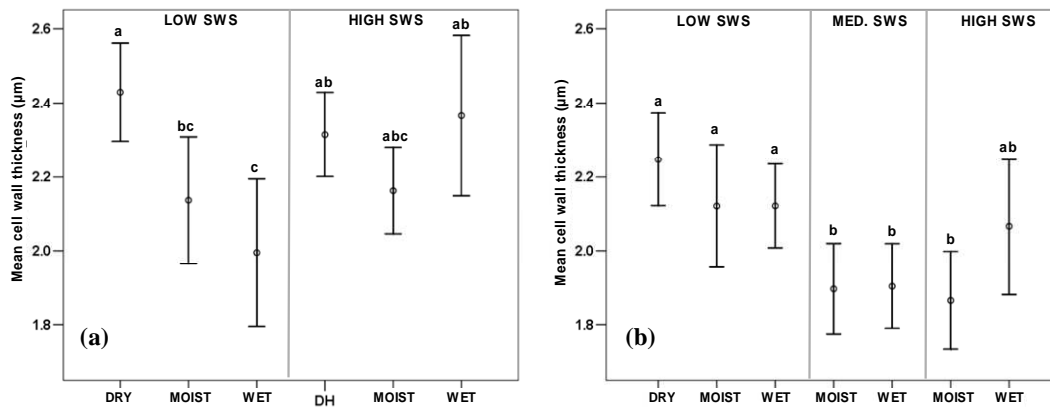 LOW SWS HIGH SWS
Mean cell wall thickness (µm)
2.6
2.4
2.2
2.0
1.8
a
bc
c
ab
abc
ab
(a)
DRY MOIST WET DH MOIST WET
LOW SWS MED. SWS HIGH SWS
Mean cell wall thickness (µm)
2.6
2.4
2.2
2.0
1.8
a
a
a
b
b
b
ab
(b)
DRY MOIST WET MOIST WET MOIST WET